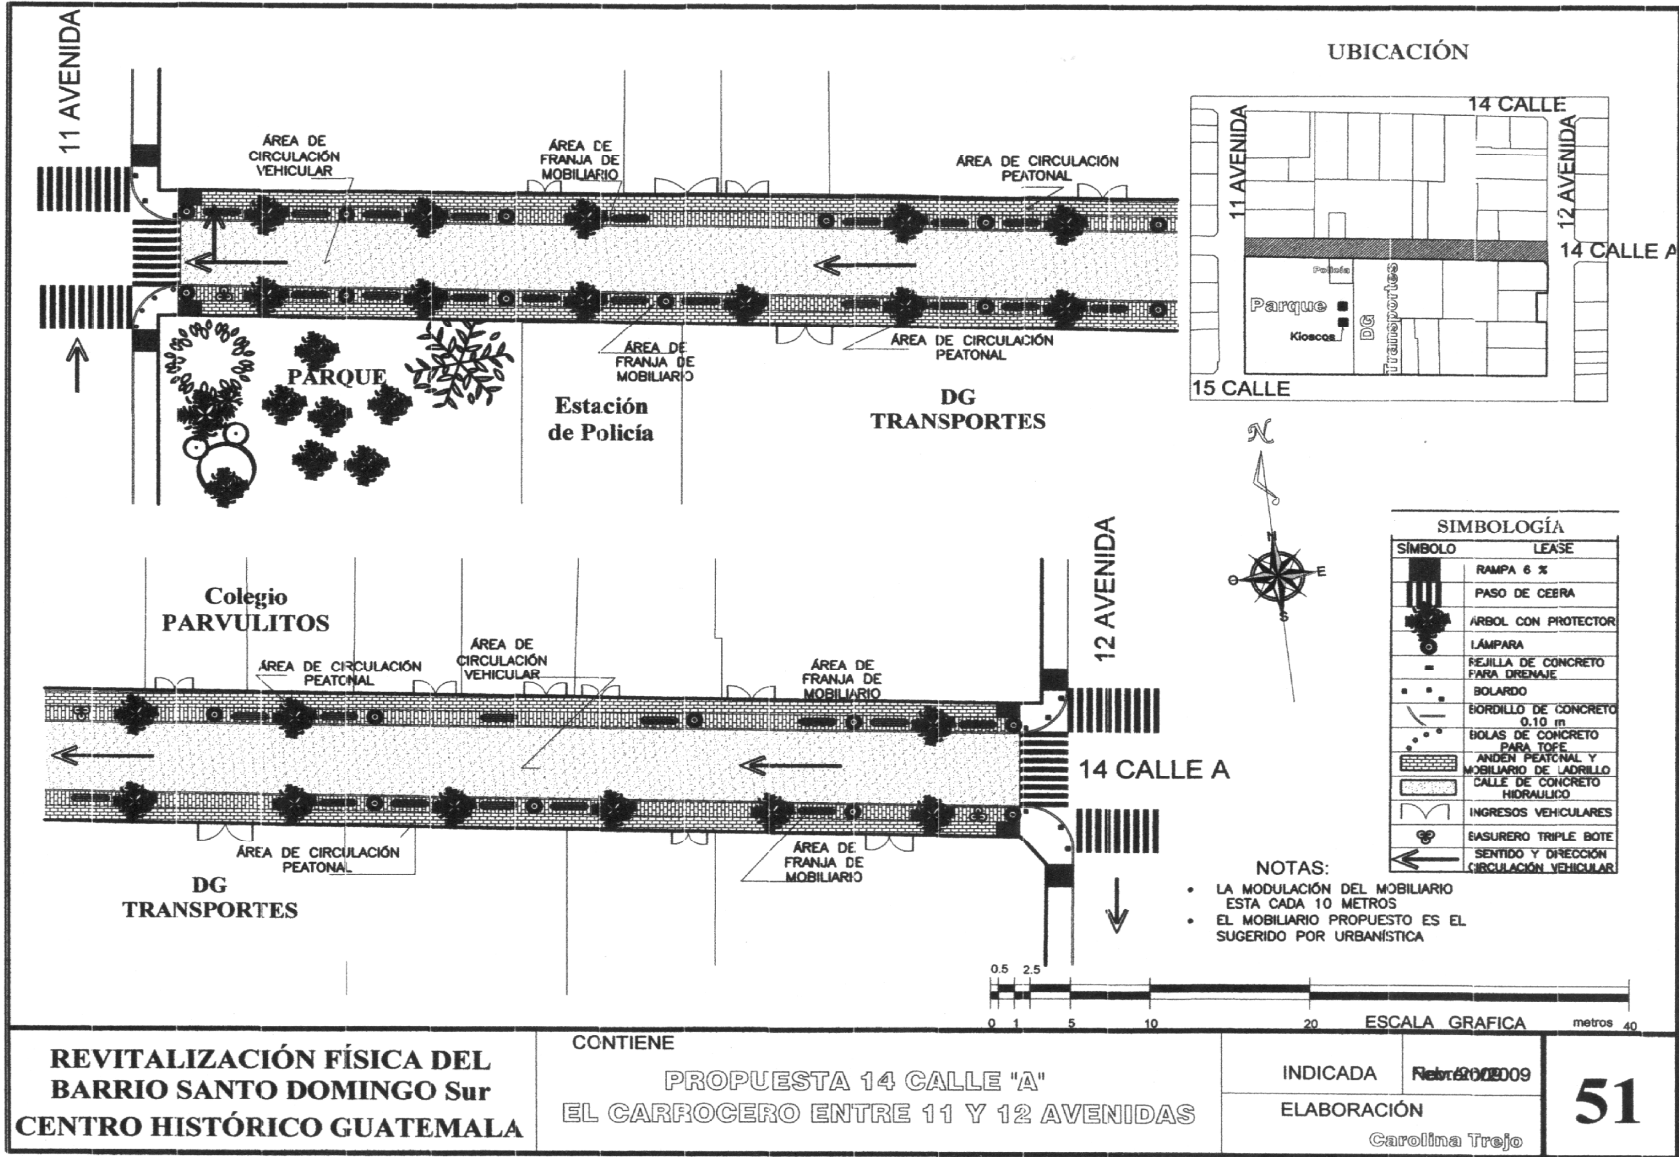 11 AVENIDA
ÁREA DE
CIRCULACIÓN
VEHICULAR
ÁREA DE
FRANJA DE
MOBILIARIO
ÁREA DE CIRCULACIÓN
PEATONAL
PARQUE
ÁREA DE
FRANJA DE
MOBILIARIO
Estación
de Policía
ÁREA DE CIRCULACIÓN
PEATONAL
DG
TRANSPORTES
UBICACIÓN
14 CALLE
11 AVENIDA
12 AVENIDA
14 CALLE A
Policía
Parque
Kioscos
DG
Transportes
15 CALLE
N
N
O
E
S
Colegio
PARVULITOS
ÁREA DE CIRCULACIÓN
PEATONAL
ÁREA DE
CIRCULACIÓN
VEHICULAR
ÁREA DE
FRANJA DE
MOBILIARIO
12 AVENIDA
14 CALLE A
ÁREA DE CIRCULACIÓN
PEATONAL
ÁREA DE
FRANJA DE
MOBILIARIO
DG
TRANSPORTES
SIMBOLOGÍA
SÍMBOLO LEASE
RAMPA 6 %
PASO DE CEBRA
ARBOL CON PROTECTOR
LÁMPARA
REJILLA DE CONCRETO
PARA DRENAJE
BOLARDO
BORDILLO DE CONCRETO
0.10 m
BOLAS DE CONCRETO
PARA TOPE
ANDEN PEATONAL Y
MOBILIARIO DE LADRILLO
CALLE DE CONCRETO
HIDRAULICO
INGRESOS VEHICULARES
BASURERO TRIPLE BOTE
SENTIDO Y DIRECCIÓN
CIRCULACIÓN VEHICULAR
NOTAS:
• LA MODULACIÓN DEL MOBILIARIO
ESTA CADA 10 METROS
• EL MOBILIARIO PROPUESTO ES EL
SUGERIDO POR URBANÍSTICA
0.5 2.5
0 1 5 10 20 ESCALA GRAFICA metros 40
REVITALIZACIÓN FÍSICA DEL
BARRIO SANTO DOMINGO Sur
CENTRO HISTÓRICO GUATEMALA
CONTIENE
PROPUESTA 14 CALLE "A"
EL CARROCERO ENTRE 11 Y 12 AVENIDAS
INDICADA
ELABORACIÓN
Carolina Trejo
51